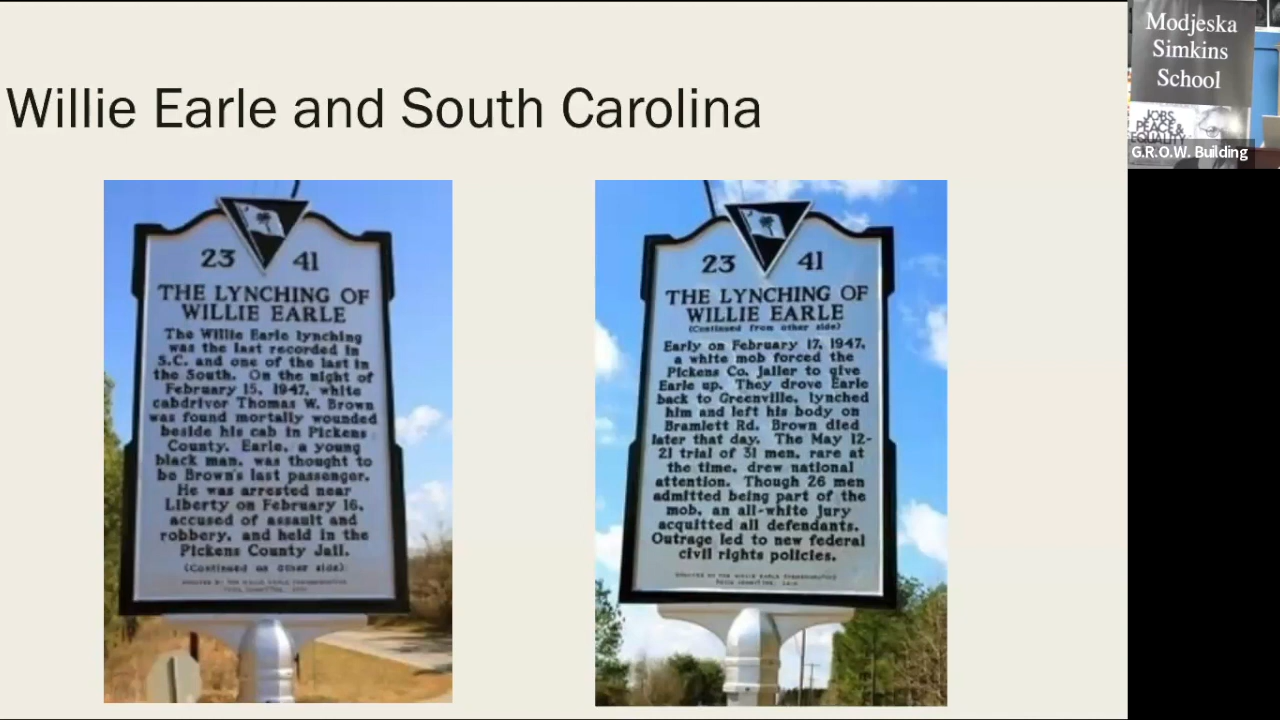 Willie Earle and South Carolina
23 41
THE LYNCHING OF
WILLIE EARLE
The Willie Earle lynching
was the last recorded in
S.C. and one of the last in
the South. On the night of
February 15, 1947, white
cabdriver Thomas W. Brown
was found mortally wounded
beside his cab in Pickens
County. Earle, a young
black man, was thought to
be Brown's last passenger.
He was arrested near
Liberty on February 16,
accused of assault and
robbery, and held in the
Pickens County Jail.
(Continued on other side)
23 41
THE LYNCHING OF
WILLIE EARLE
(Continued from other side)
Early on February 17, 1947,
a white mob forced the
Pickens Co. jailer to give
Earle up. They drove Earle
back to Greenville, lynched
him and left his body on
Bramlett Rd. Brown died
later that day. The May 12-
21 trial of 31 men, rare at
the time, drew national
attention. Though 26 men
admitted being part of the
mob, an all-white jury
acquitted all defendants.
Outrage led to new federal
civil rights policies.
Modjeska
Simkins
School
JOBS,
PEACE &
EQUALITY
G.R.O.W. Building